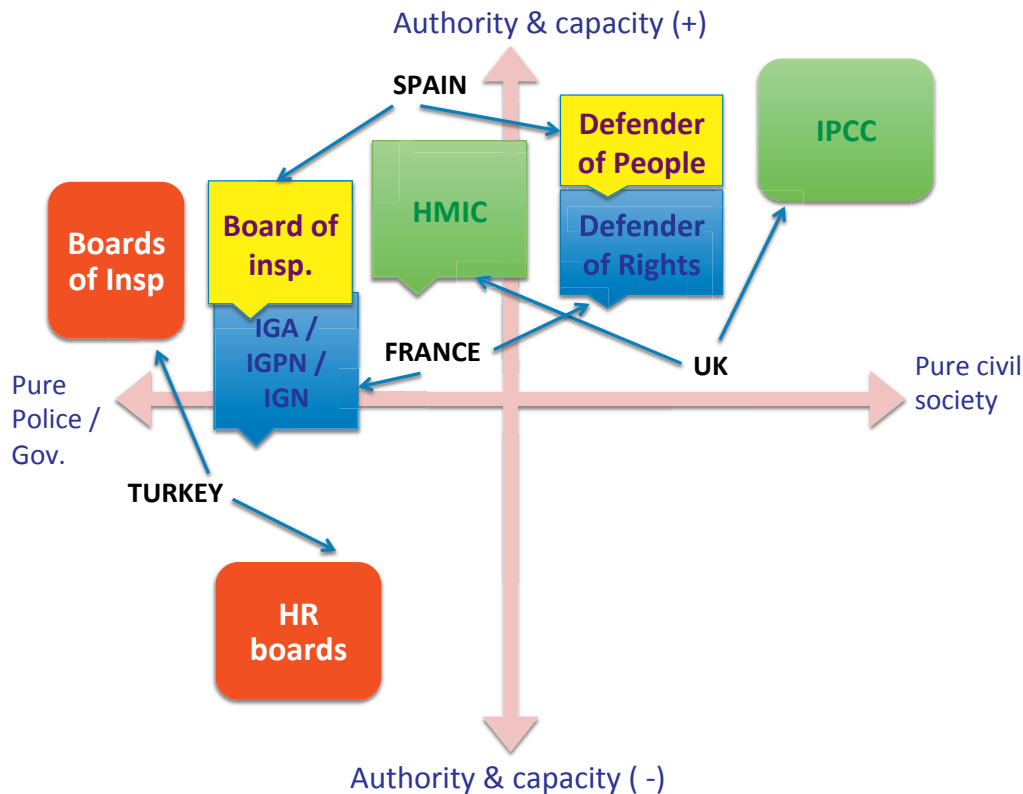 Authority & capacity (+)
SPAIN
Defender
of People
IPCC
HMIC
Boards
of Insp
Board of
insp.
Defender
of Rights
IGA /
IGPN /
IGN
FRANCE
UK
Pure
Police /
Gov.
Pure civil
society
TURKEY
HR
boards
Authority & capacity ( -)